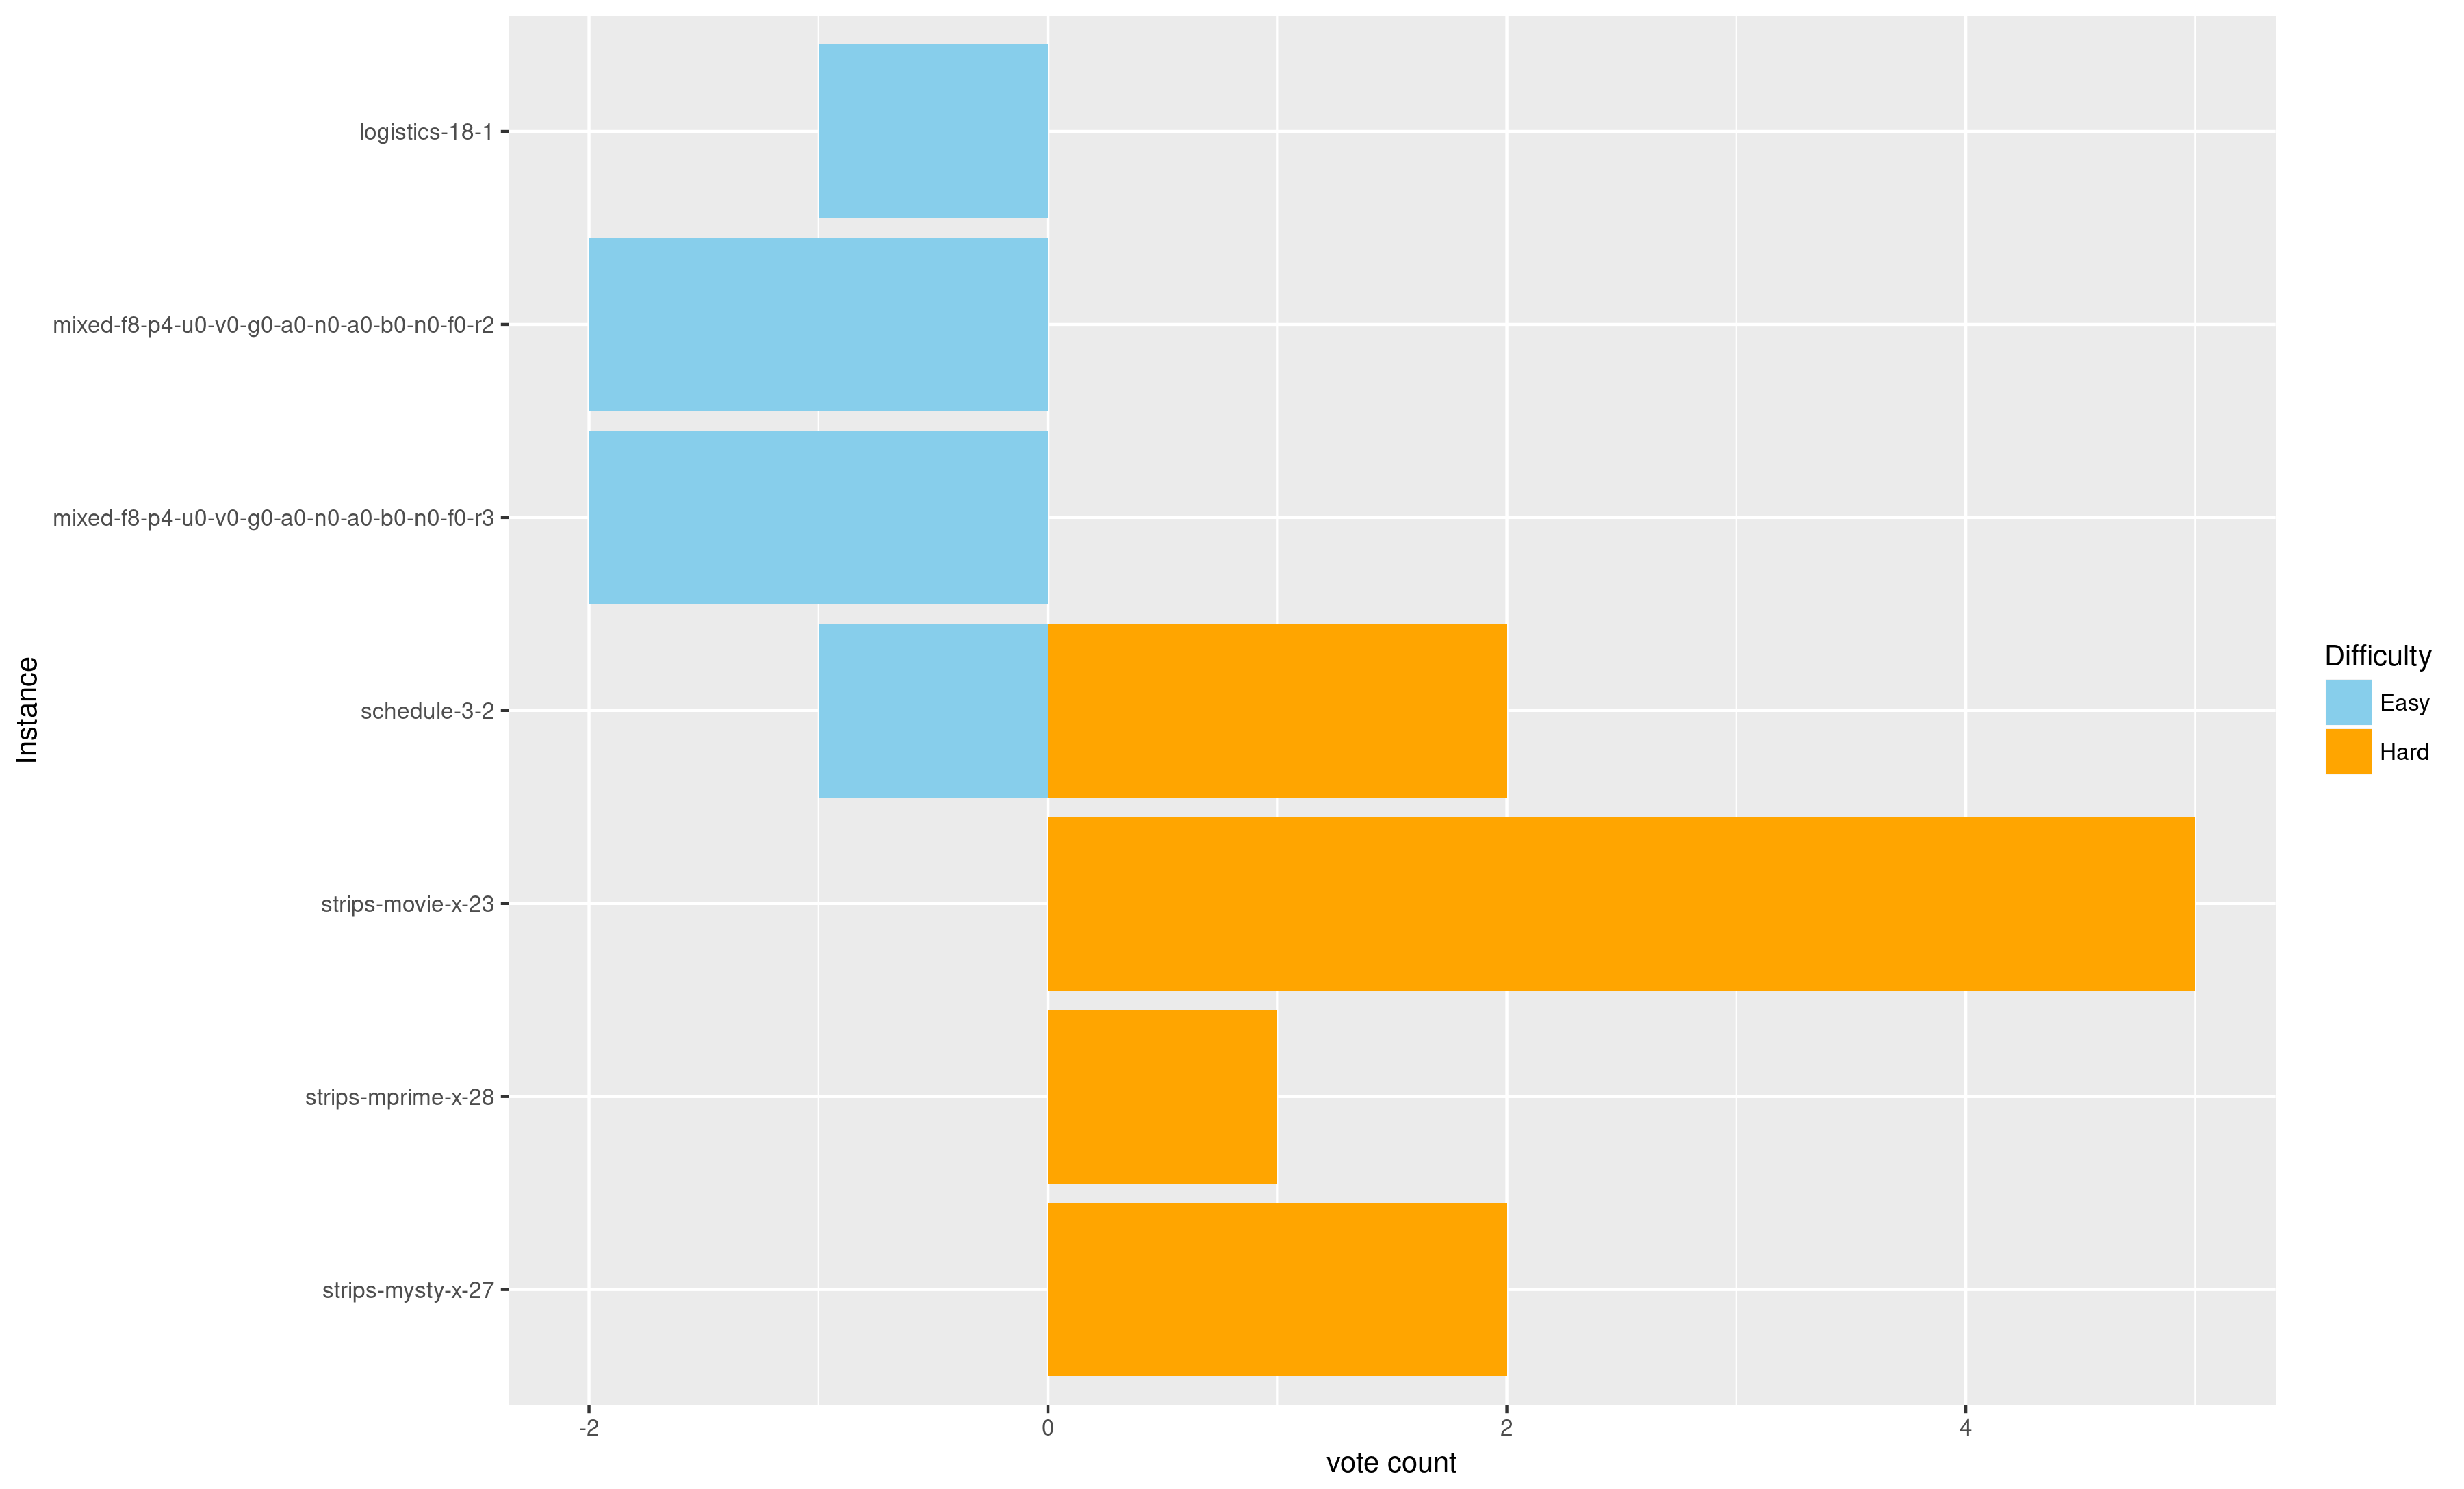 logistics-18-1
mixed-f8-p4-u0-v0-g0-a0-n0-a0-b0-n0-f0-r2
mixed-f8-p4-u0-v0-g0-a0-n0-a0-b0-n0-f0-r3
schedule-3-2
strips-movie-x-23
strips-mprime-x-28
strips-mysty-x-27
Instance
-2 0 2 4
vote count
Difficulty
Easy
Hard